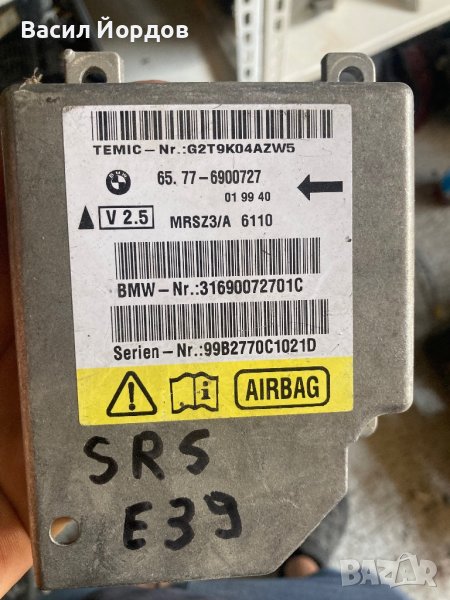 Васил Йордов
TEMIC-Nr.:G2T9K04AZW5
65.77-6900727
01 99 40
V 2.5
MRSZ3/A 6110
BMW-Nr.:31690072701C
Serien-Nr.:99B2770C1021D
i AIRBAG
SRS
E39
BAZAR